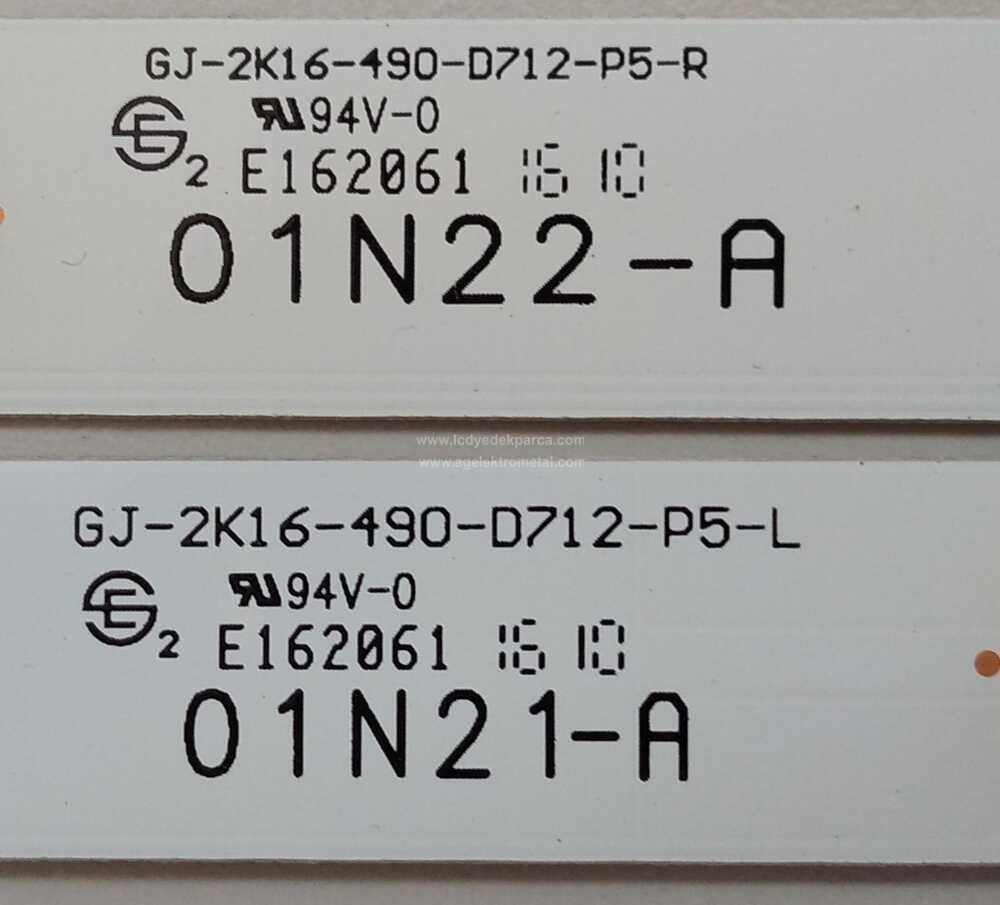 GJ-2K16-490-D712-P5-R
94V-0
2 E162061 16 10
01N22-A
www.lcdyedekparca.com
www.agelektrometal.com
GJ-2K16-490-D712-P5-L
94V-0
2 E162061 16 10
01N21-A